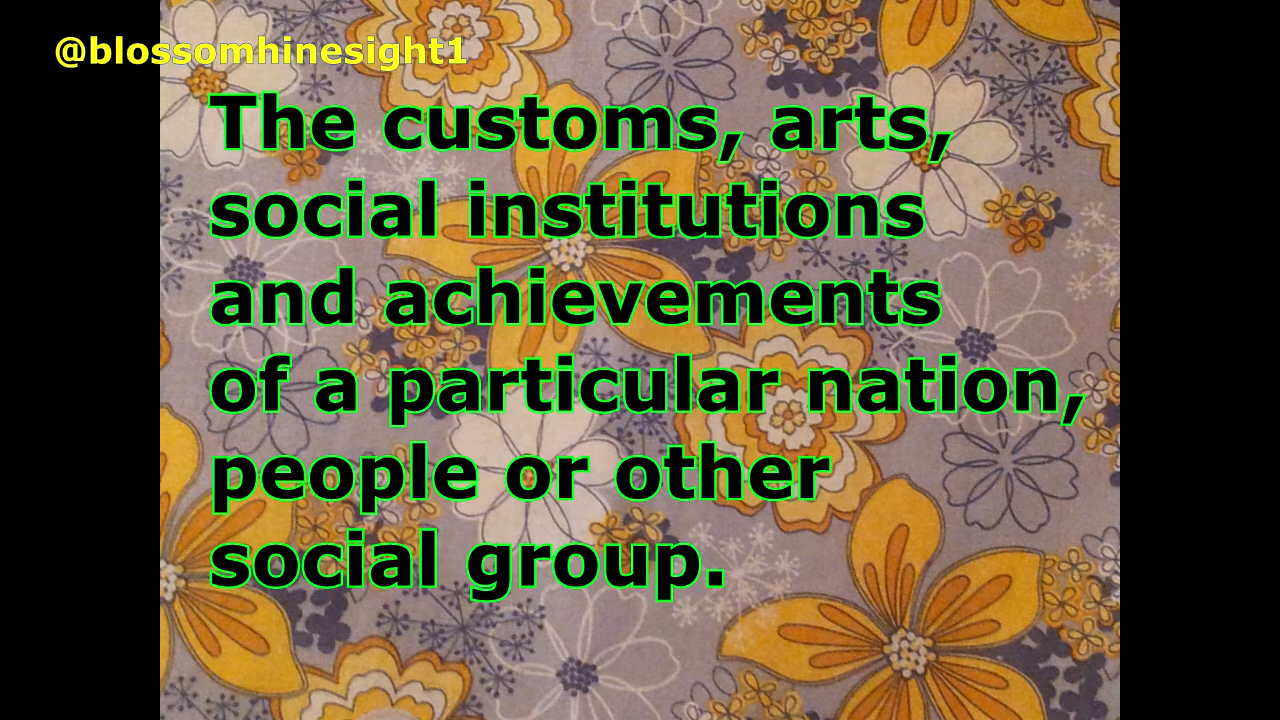 @blossomhinesight1
The customs, arts,
social institutions
and achievements
of a particular nation,
people or other
social group.